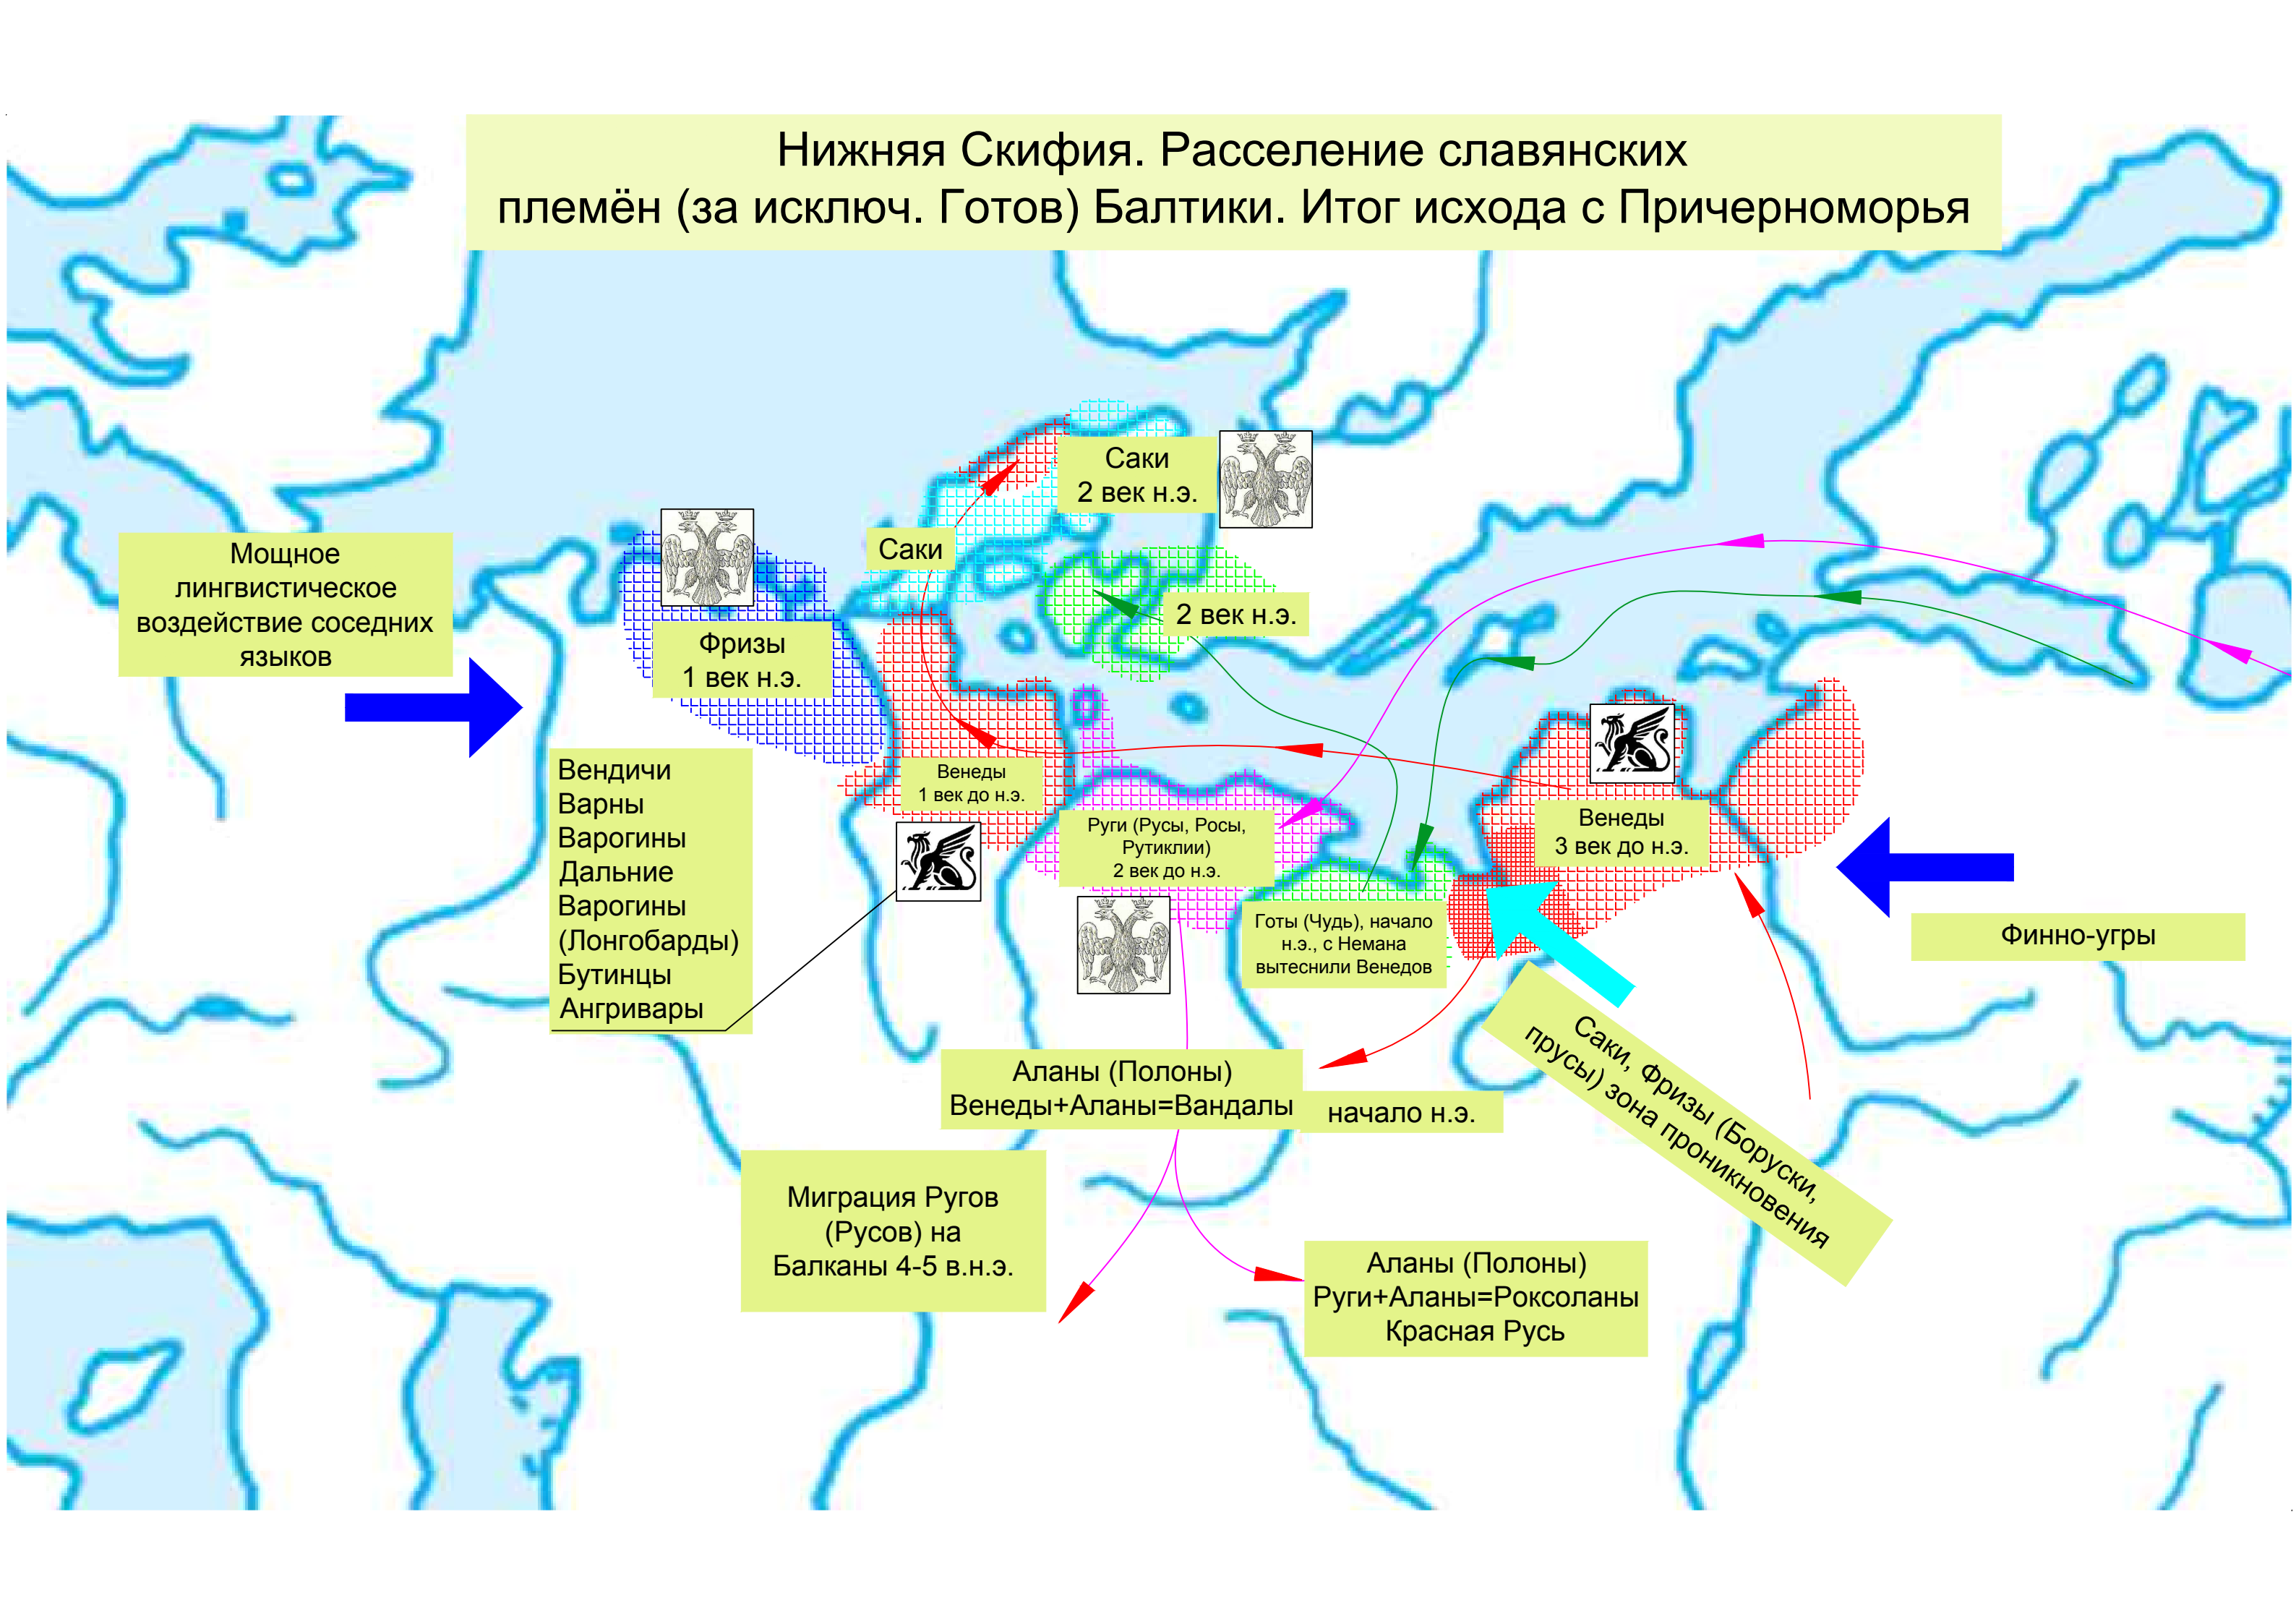 Нижняя Скифия. Расселение славянских
племён (за исключ. Готов) Балтики. Итог исхода с Причерноморья
Саки
2 век н.э.
Саки
Мощное
лингвистическое
воздействие соседних
языков
Фризы
1 век н.э.
2 век н.э.
Вендичи
Варны
Варогины
Дальние
Варогины
(Лонгобарды)
Бутинцы
Ангривары
Венеды
1 век до н.э.
Руги (Русы, Росы,
Рутиклии)
2 век до н.э.
Венеды
3 век до н.э.
Готы (Чудь), начало
н.э., с Немана
вытеснили Венедов
Финно-угры
Саки, Фризы (Боруски,
прусы) зона проникновения
Аланы (Полоны)
Венеды+Аланы=Вандалы
начало н.э.
Миграция Ругов
(Русов) на
Балканы 4-5 в.н.э.
Аланы (Полоны)
Руги+Аланы=Роксоланы
Красная Русь